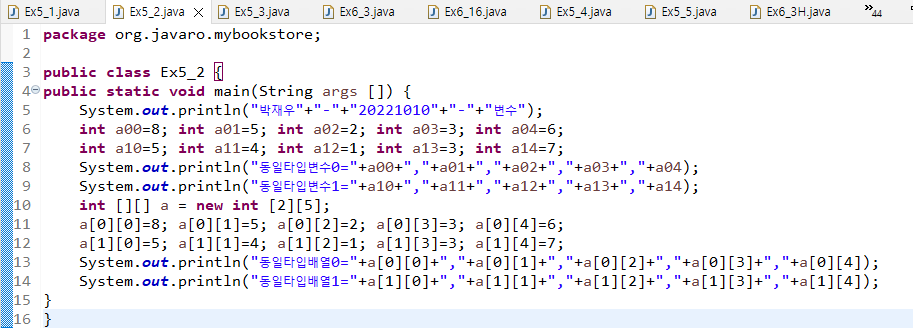 Ex5_1.java Ex5_2.java Ex5_3.java Ex6_3.java Ex6_16.java Ex5_4.java Ex5_5.java Ex6_3H.java »44
1 package org.javaro.mybookstore;
2
3 public class Ex5_2 {
4 public static void main(String args []) {
5 System.out.println("박재우"+"-"+"20221010"+"-"+"변수");
6 int a00=8; int a01=5; int a02=2; int a03=3; int a04=6;
7 int a10=5; int a11=4; int a12=1; int a13=3; int a14=7;
8 System.out.println("동일타입변수0="+a00+","+a01+","+a02+","+a03+","+a04);
9 System.out.println("동일타입변수1="+a10+","+a11+","+a12+","+a13+","+a14);
10 int [][] a = new int [2][5];
11 a[0][0]=8; a[0][1]=5; a[0][2]=2; a[0][3]=3; a[0][4]=6;
12 a[1][0]=5; a[1][1]=4; a[1][2]=1; a[1][3]=3; a[1][4]=7;
13 System.out.println("동일타입배열0="+a[0][0]+","+a[0][1]+","+a[0][2]+","+a[0][3]+","+a[0][4]);
14 System.out.println("동일타입배열1="+a[1][0]+","+a[1][1]+","+a[1][2]+","+a[1][3]+","+a[1][4]);
15 }
16 }